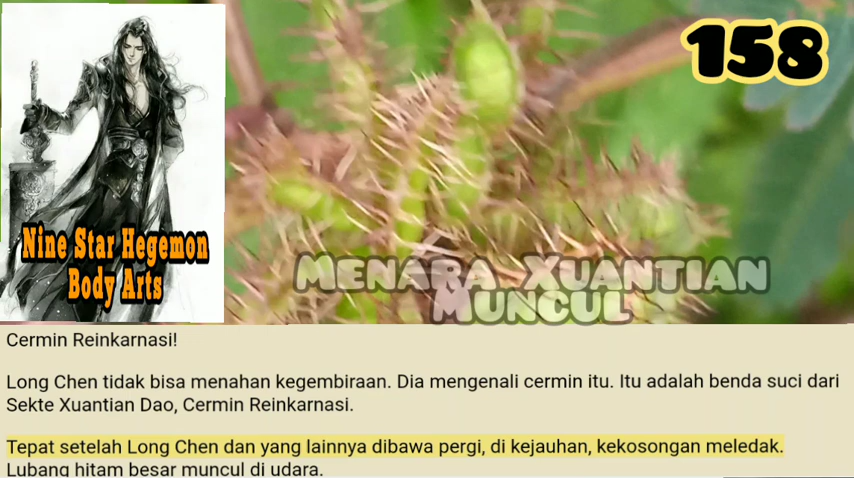 158
Nine Star Hegemon
Body Arts
Menara Xuantian
Muncul
Cermin Reinkarnasi!
Long Chen tidak bisa menahan kegembiraan. Dia mengenali cermin itu. Itu adalah benda suci dari
Sekte Xuantian Dao, Cermin Reinkarnasi.
Tepat setelah Long Chen dan yang lainnya dibawa pergi, di kejauhan, kekosongan meledak.
Lubang hitam besar muncul di udara.